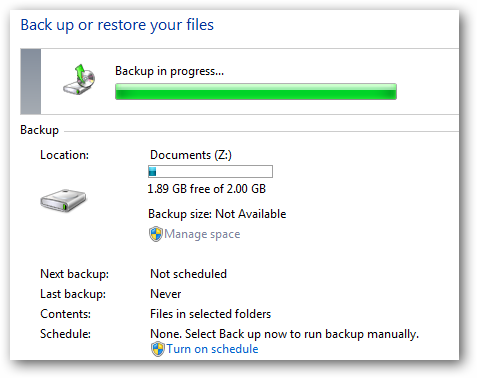 Back up or restore your files
Backup in progress...
Backup
Location: Documents (Z:)
1.89 GB free of 2.00 GB
Backup size: Not Available
Manage space
Next backup: Not scheduled
Last backup: Never
Contents: Files in selected folders
Schedule: None. Select Back up now to run backup manually.
Turn on schedule